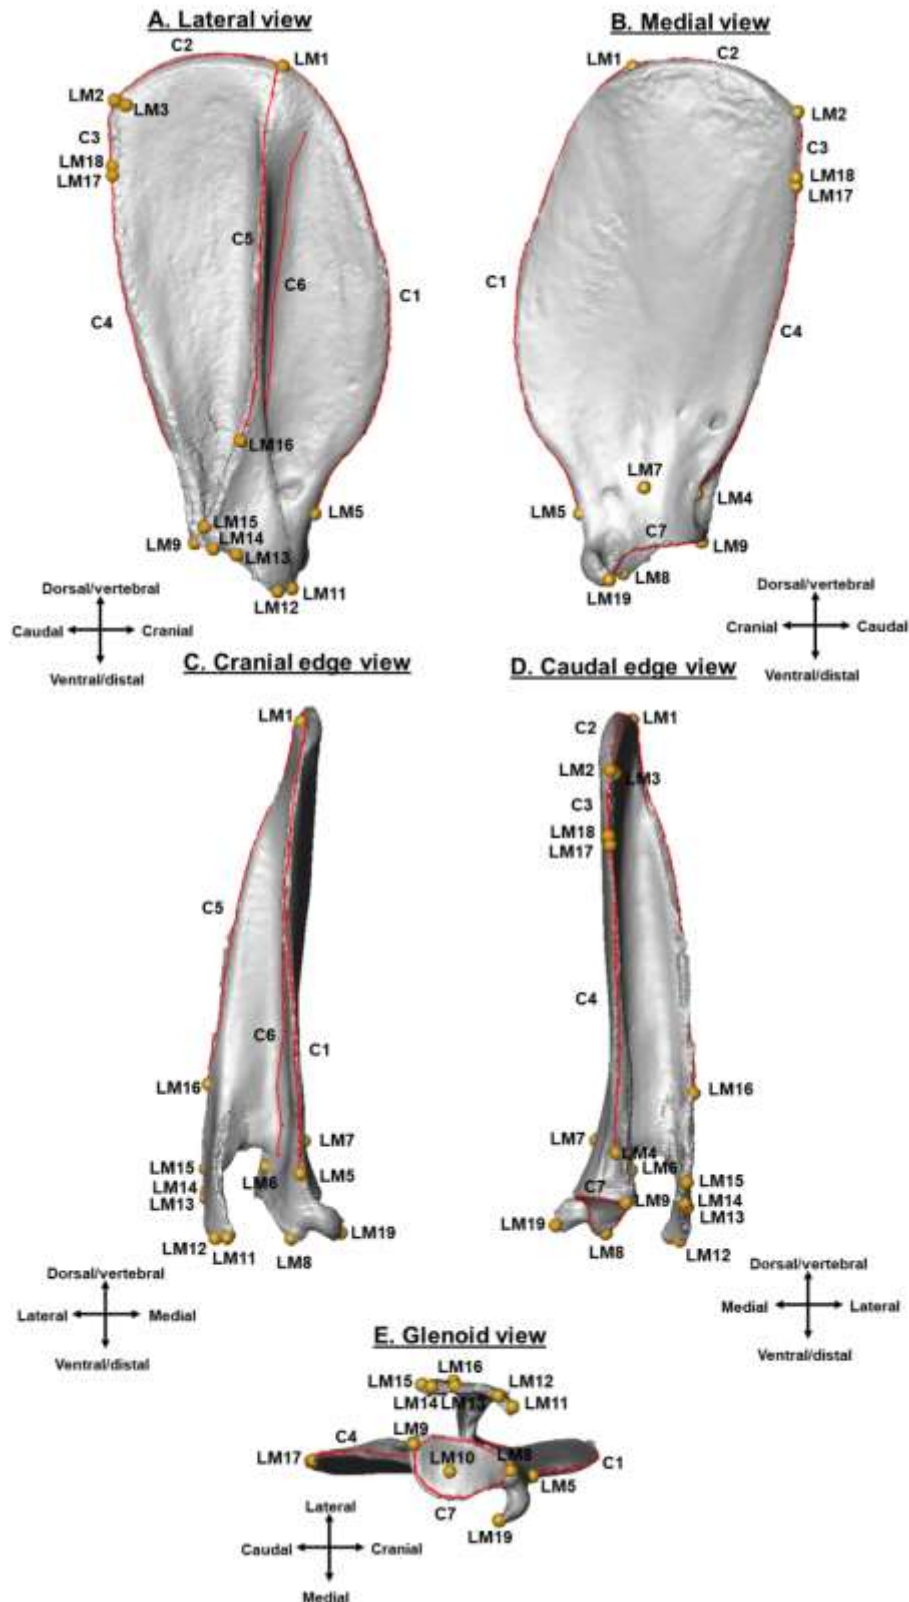 A. Lateral view
B. Medial view
C2
LM1
LM1
C2
LM2
LM3
LM2
C3
C3
LM18
LM17
LM18
LM17
C5
C6
C1
C1
C4
C4
LM16
LM7
LM4
LM5
LM5
LM15
LM14
LM9
LM13
C7
LM9
LM8
LM12
LM11
LM19
Dorsal/vertebral
Caudal
Cranial
Ventral/distal
Dorsal/vertebral
Cranial
Caudal
Ventral/distal
C. Cranial edge view
D. Caudal edge view
LM1
LM1
C2
LM2
LM3
C3
LM18
LM17
C5
C4
C6
C1
LM16
LM16
LM7
LM7
LM4
LM15
LM6
LM5
LM6
LM15
LM14
LM13
C7
LM9
LM14
LM13
LM19
LM19
LM12
LM11
LM8
LM8
LM12
Dorsal/vertebral
Lateral
Medial
Ventral/distal
Dorsal/vertebral
Medial
Lateral
Ventral/distal
E. Glenoid view
LM16
LM15
LM12
LM14
LM13
LM11
C4
LM9
LM17
LM10
LM8
C1
LM5
C7
LM19
Lateral
Caudal
Cranial
Medial